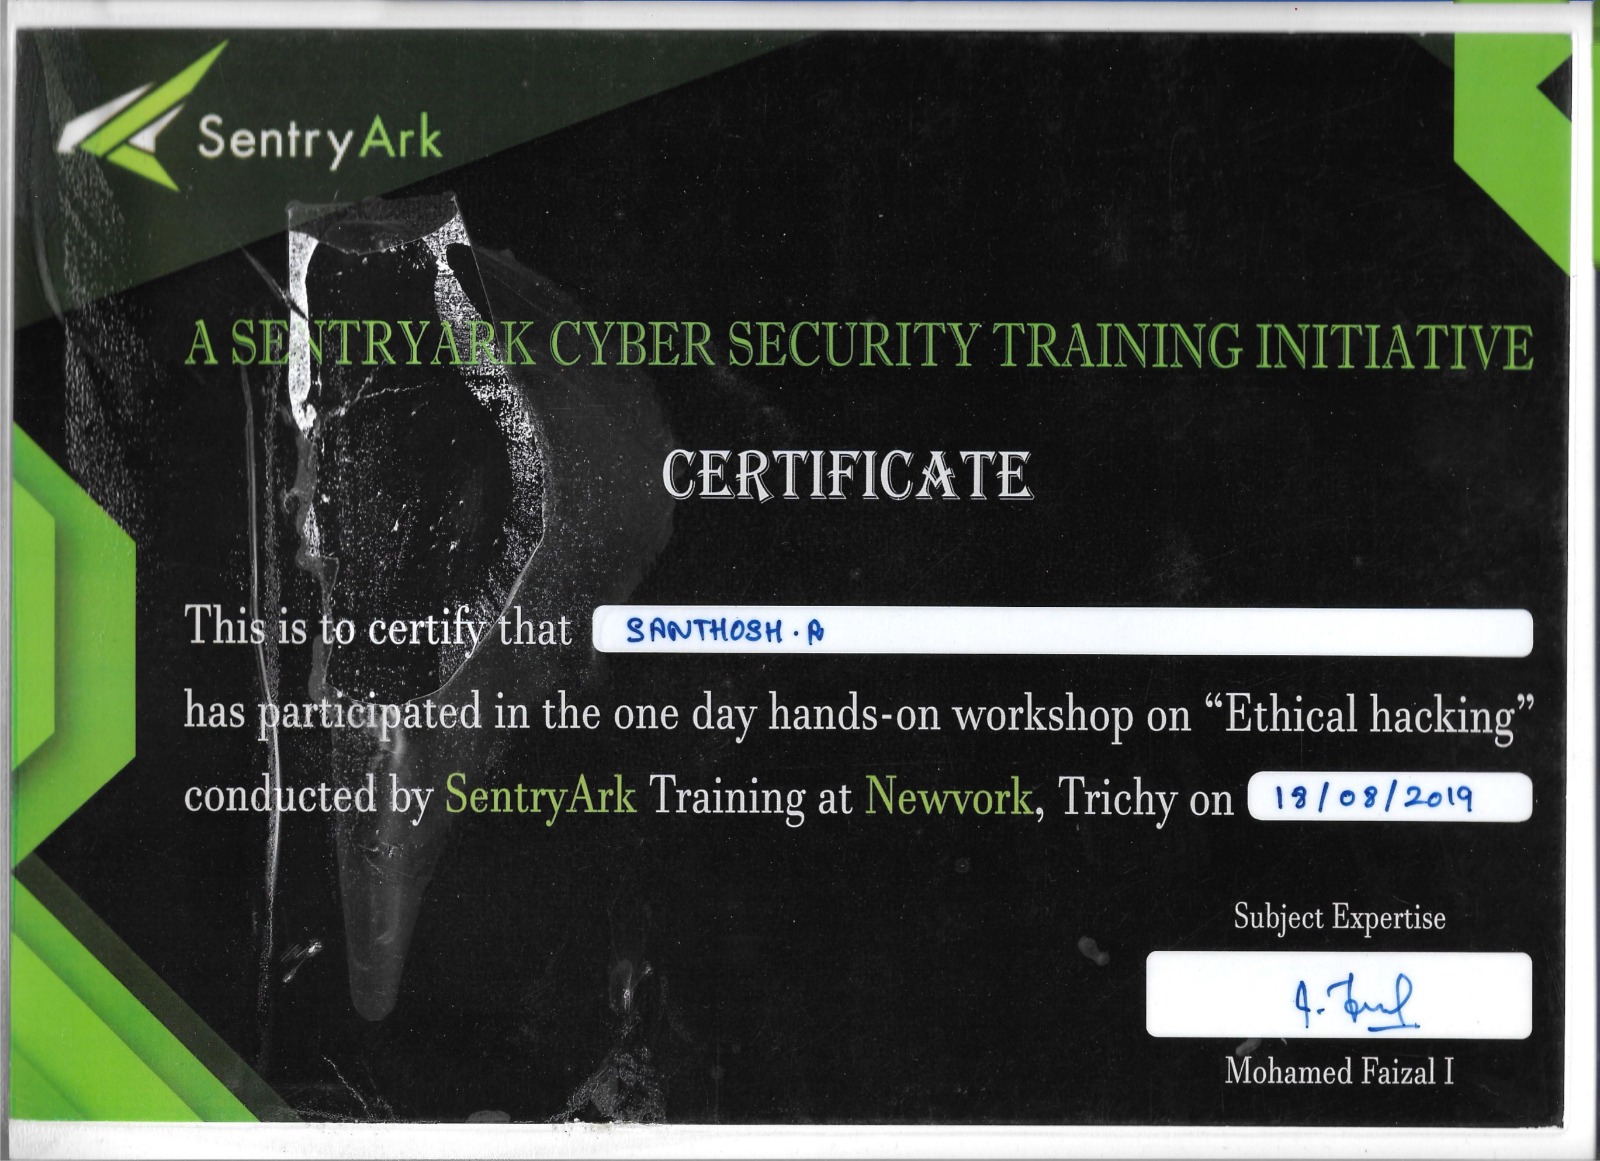 SentryArk
A SENTRYARK CYBER SECURITY TRAINING INITIATIVE
CERTIFICATE
This is to certify that SANTHOSH. A
has participated in the one day hands-on workshop on “Ethical hacking”
conducted by SentryArk Training at Newvork, Trichy on 18/08/2019
Subject Expertise
Mohamed Faizal I